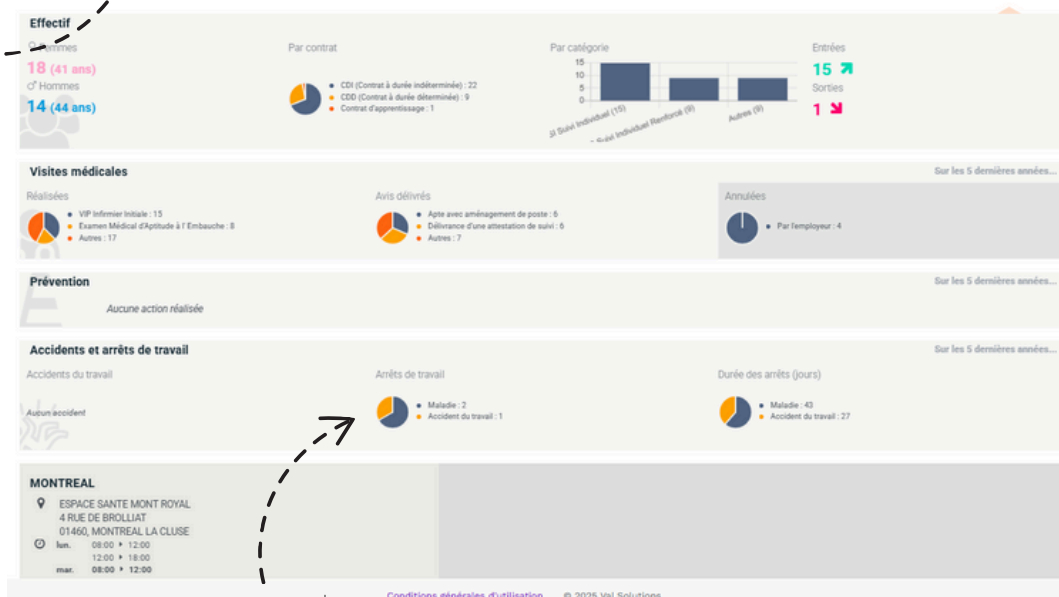 Effectif
Femmes
18 (41 ans)
Hommes
14 (44 ans)
Par contrat
CDI (Contrat à durée indéterminée) : 22
CDD (Contrat à durée déterminée) : 9
Contrat d'apprentissage : 1
Par catégorie
15
10
5
0
Suivi Individuel (15)
Suivi Individuel Renforcé (9)
Autres (9)
Entrées
15
Sorties
1
Visites médicales
Sur les 5 dernières années...
Réalisées
VIP Infirmier Initiale : 15
Examen Médical d'Aptitude à l'Embauche : 8
Autres : 17
Avis délivrés
Apte avec aménagement de poste : 6
Délivrance d'une attestation de suivi : 6
Autres : 7
Annulées
Par l'employeur : 4
Prévention
Sur les 5 dernières années...
Aucune action réalisée
Accidents et arrêts de travail
Sur les 5 dernières années...
Accidents du travail
Aucun accident
Arrêts de travail
Maladie : 2
Accident du travail : 1
Durée des arrêts (jours)
Maladie : 43
Accident du travail : 27
MONTREAL
ESPACE SANTE MONT ROYAL
4 RUE DE BROLLIAT
01460, MONTREAL LA CLUSE
lun. 08:00 12:00
12:00 18:00
mar. 08:00 12:00
Conditions générales d'utilisation © 2025 Val Solutions